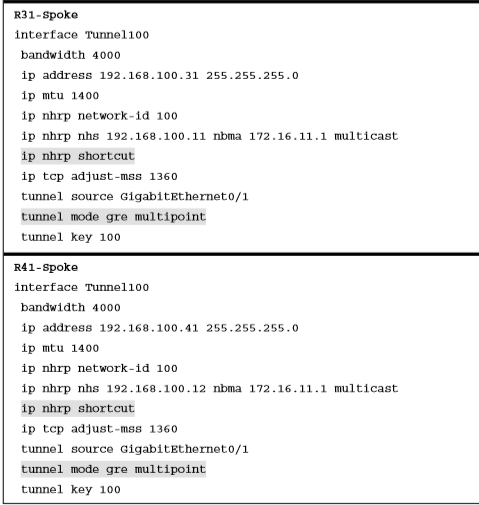 R31-Spoke
interface Tunnel100
bandwidth 4000
ip address 192.168.100.31 255.255.255.0
ip mtu 1400
ip nhrp network-id 100
ip nhrp nhs 192.168.100.11 nbma 172.16.11.1 multicast
ip nhrp shortcut
ip tcp adjust-mss 1360
tunnel source GigabitEthernet0/1
tunnel mode gre multipoint
tunnel key 100
R41-Spoke
interface Tunnel100
bandwidth 4000
ip address 192.168.100.41 255.255.255.0
ip mtu 1400
ip nhrp network-id 100
ip nhrp nhs 192.168.100.12 nbma 172.16.11.1 multicast
ip nhrp shortcut
ip tcp adjust-mss 1360
tunnel source GigabitEthernet0/1
tunnel mode gre multipoint
tunnel key 100